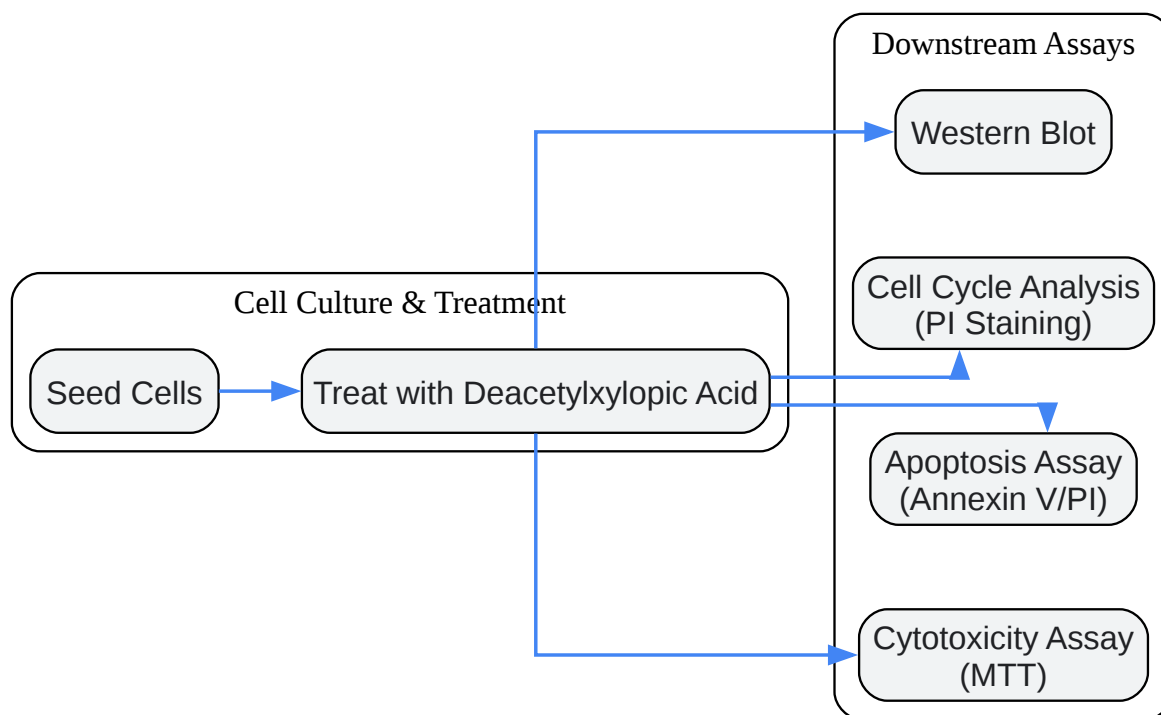 Downstream Assays
Western Blot
Cell Cycle Analysis
(PI Staining)
Cell Culture & Treatment
Seed Cells
Treat with Deacetylxylopic Acid
Apoptosis Assay
(Annexin V/PI)
Cytotoxicity Assay
(MTT)